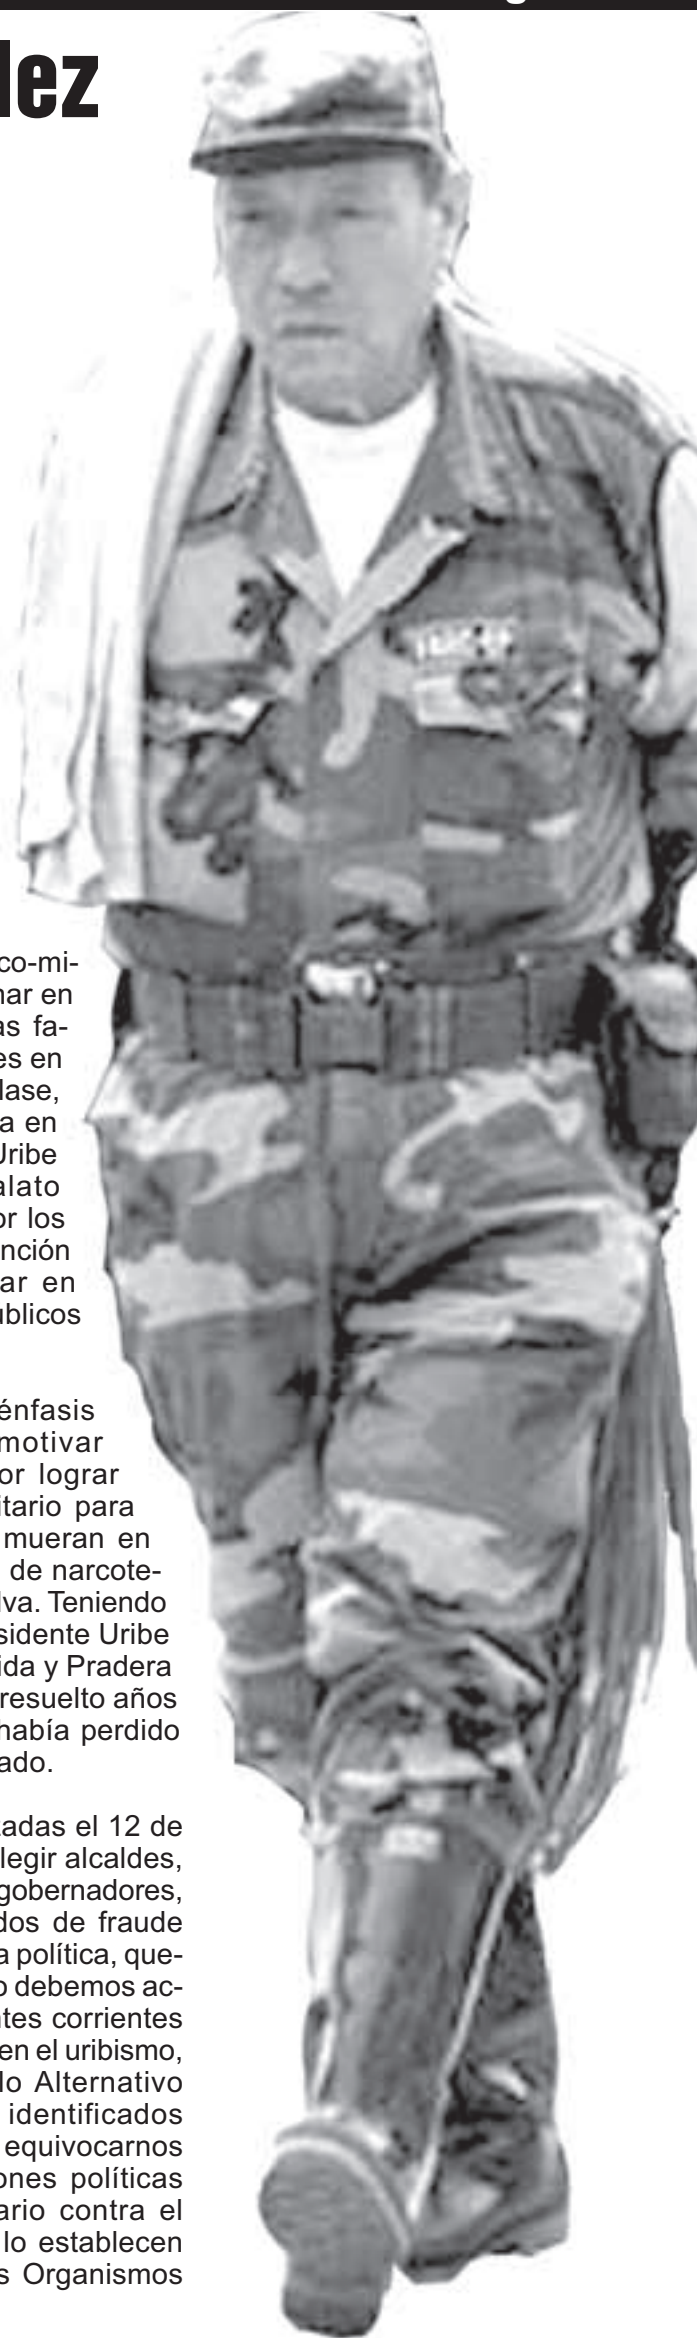 lez
co-mi-
nar en
as fa-
es en
lase,
a en
Uribe
alato
or los
nción
ar en
úblicos
énfasis
motivar
or lograr
itario para
mueran en
de narcote-
lva. Teniendo
sidente Uribe
ida y Pradera
resuelto años
había perdido
ado.
adas el 12 de
legir alcaldes,
gobernadores,
dos de fraude
a política, que-
o debemos ac-
ntes corrientes
en el uribismo,
lo Alternativo
identificados
equivocarnos
ones políticas
ario contra el
lo establecen
s Organismos